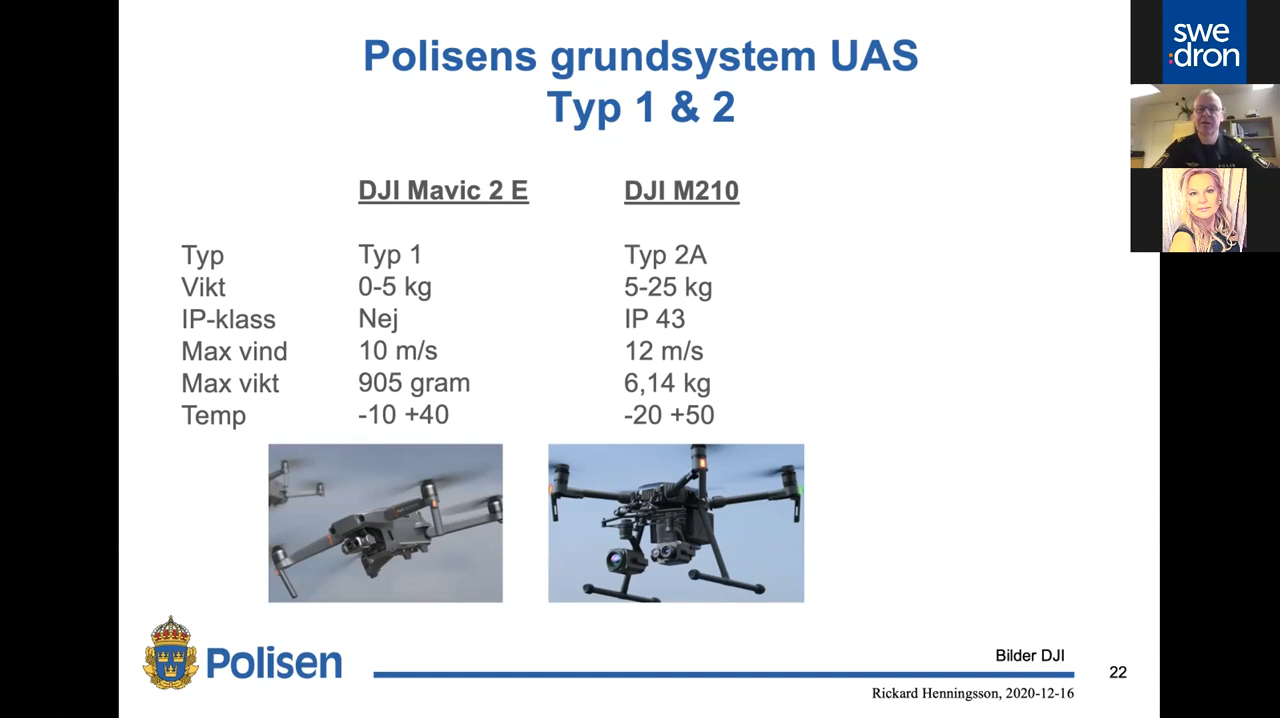 Polisens grundsystem UAS
Typ 1 & 2
DJI Mavic 2 E DJI M210
Typ Typ 1 Typ 2A
Vikt 0-5 kg 5-25 kg
IP-klass Nej IP 43
Max vind 10 m/s 12 m/s
Max vikt 905 gram 6,14 kg
Temp -10 +40 -20 +50
Polisen
Bilder DJI
22
Rickard Henningsson, 2020-12-16
swe
:dron
POLIS